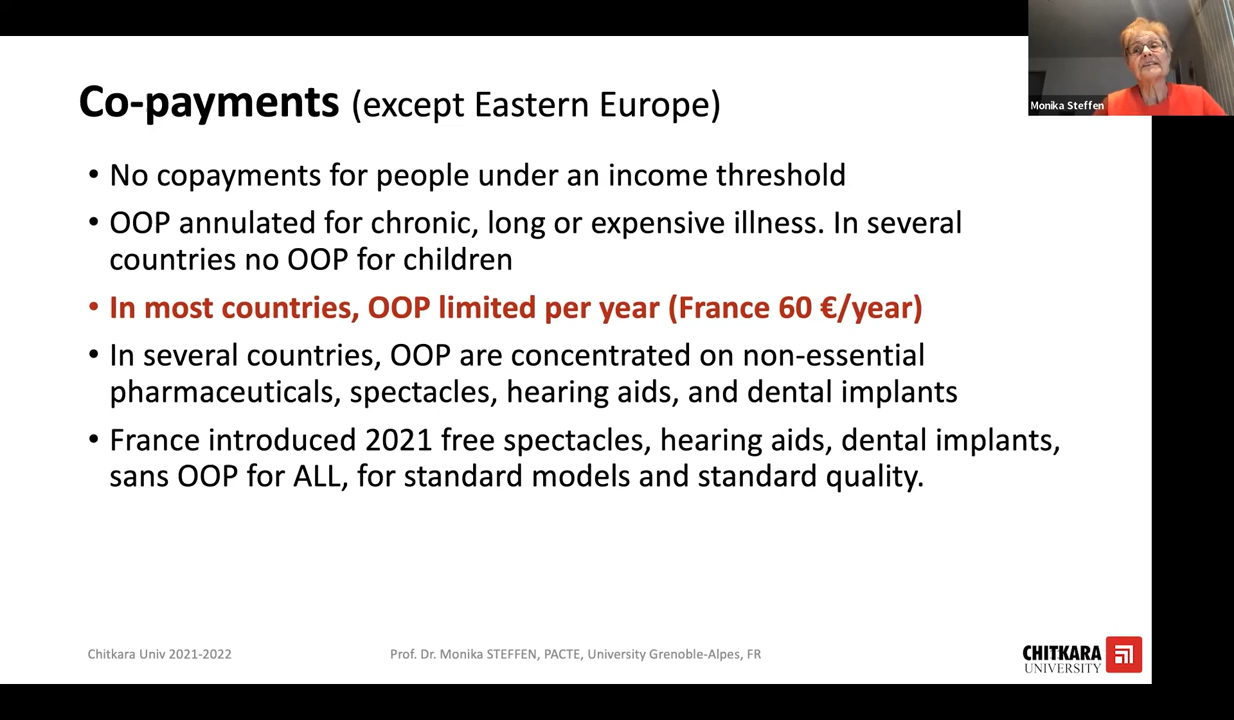 Monika Steffen
Co-payments (except Eastern Europe)
• No copayments for people under an income threshold
• OOP annulated for chronic, long or expensive illness. In several
countries no OOP for children
• In most countries, OOP limited per year (France 60 €/year)
• In several countries, OOP are concentrated on non-essential
pharmaceuticals, spectacles, hearing aids, and dental implants
• France introduced 2021 free spectacles, hearing aids, dental implants,
sans OOP for ALL, for standard models and standard quality.
Chitkara Univ 2021-2022
Prof. Dr. Monika STEFFEN, PACTE, University Grenoble-Alpes, FR
CHITKARA
UNIVERSITY